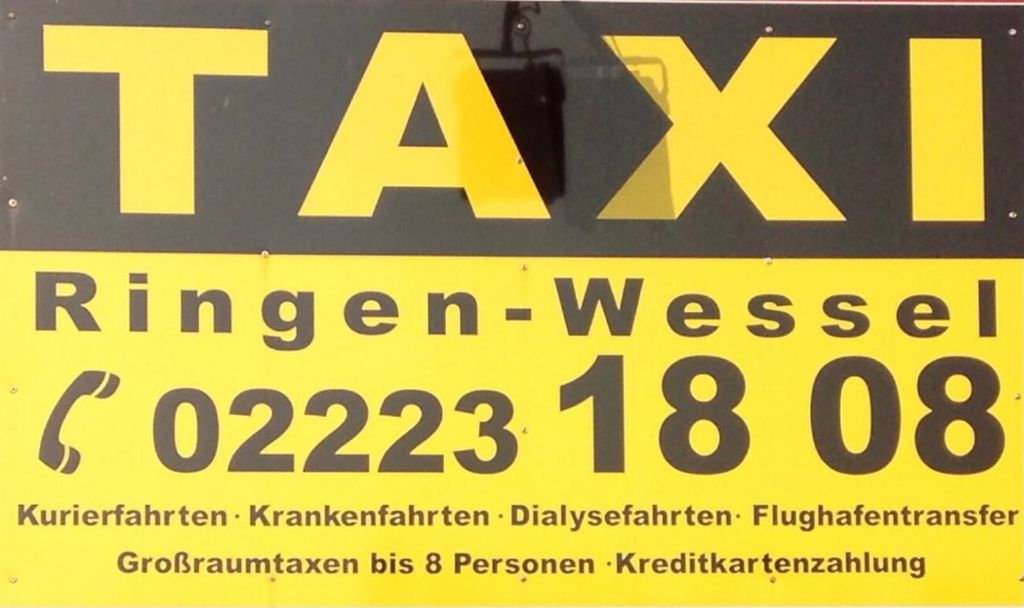 TAXI
Ringen-Wessel
02223 18 08
Kurierfahrten · Krankenfahrten · Dialysefahrten · Flughafentransfer
Großraumtaxen bis 8 Personen · Kreditkartenzahlung